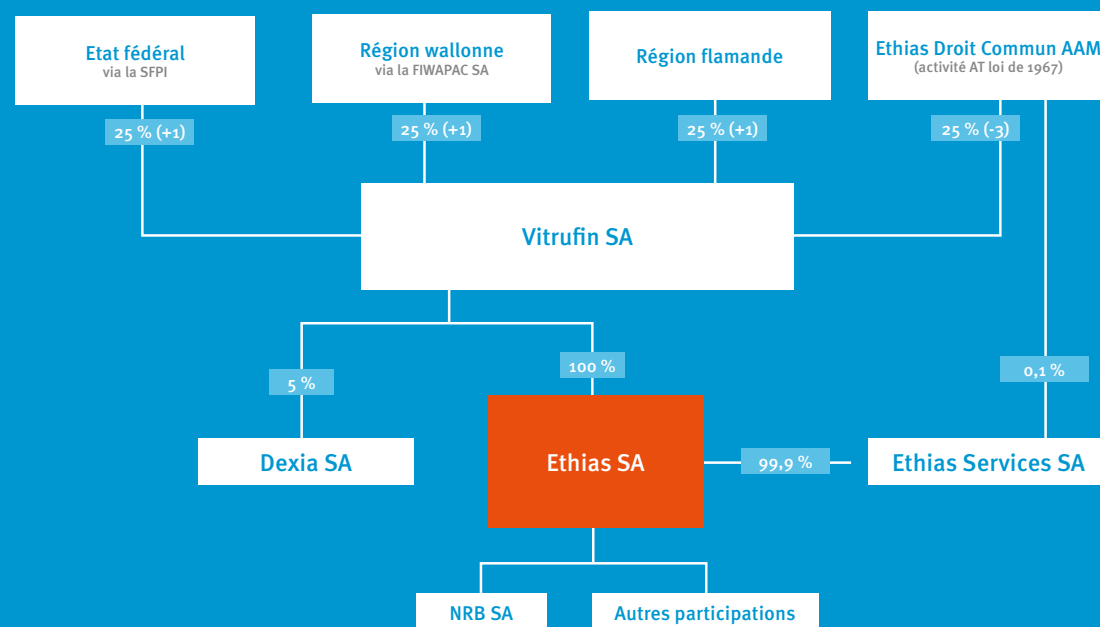 Etat fédéral
via la SFPI
Région wallonne
via la FIWAPAC SA
Région flamande
Ethias Droit Commun AAM
(activité AT loi de 1967)
25 % (+1)
25 % (+1)
25 % (+1)
25 % (-3)
Vitrufin SA
5 %
100 %
0,1 %
Dexia SA
Ethias SA
99,9 %
Ethias Services SA
NRB SA
Autres participations